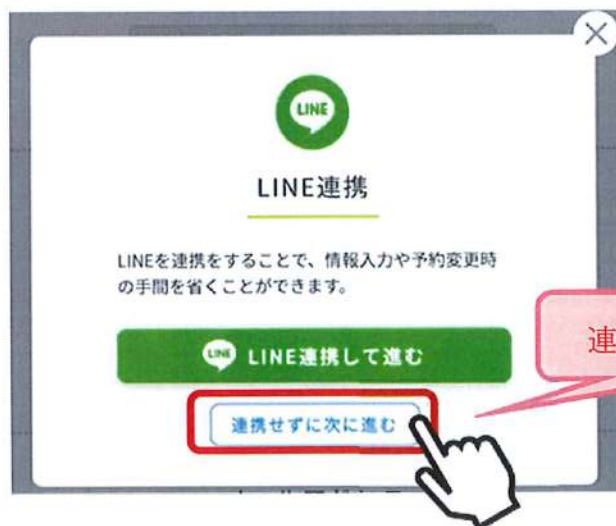 LINE
LINE連携
LINEを連携をすることで、情報入力や予約変更時
の手間を省くことができます。
LINE LINE連携して進む
連
連携せずに次に進む